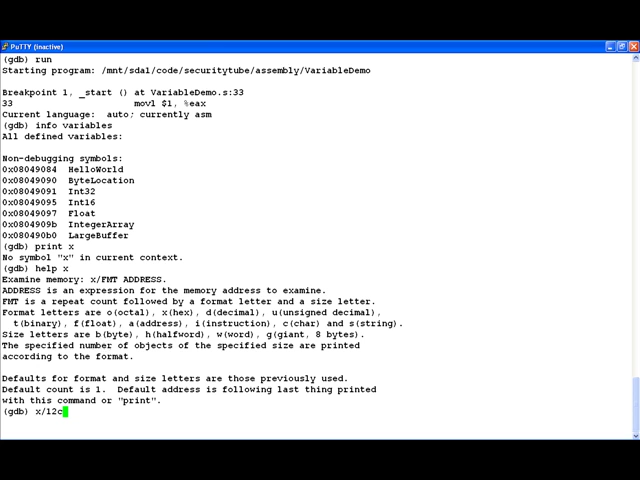 PuTTY (inactive)
(gdb) run
Starting program: /mnt/sda1/code/securitytube/assembly/VariableDemo
Breakpoint 1, _start () at VariableDemo.s:33
33 movl $1, %eax
Current language: auto; currently asm
(gdb) info variables
All defined variables:
Non-debugging symbols:
0x08049084 HelloWorld
0x08049090 ByteLocation
0x08049091 Int32
0x08049095 Int16
0x08049097 Float
0x0804909b IntegerArray
0x080490b0 LargeBuffer
(gdb) print x
No symbol "x" in current context.
(gdb) help x
Examine memory: x/FMT ADDRESS.
ADDRESS is an expression for the memory address to examine.
FMT is a repeat count followed by a format letter and a size letter.
Format letters are o(octal), x(hex), d(decimal), u(unsigned decimal),
t(binary), f(float), a(address), i(instruction), c(char) and s(string).
Size letters are b(byte), h(halfword), w(word), g(giant, 8 bytes).
The specified number of objects of the specified size are printed
according to the format.
Defaults for format and size letters are those previously used.
Default count is 1. Default address is following last thing printed
with this command or "print".
(gdb) x/12c